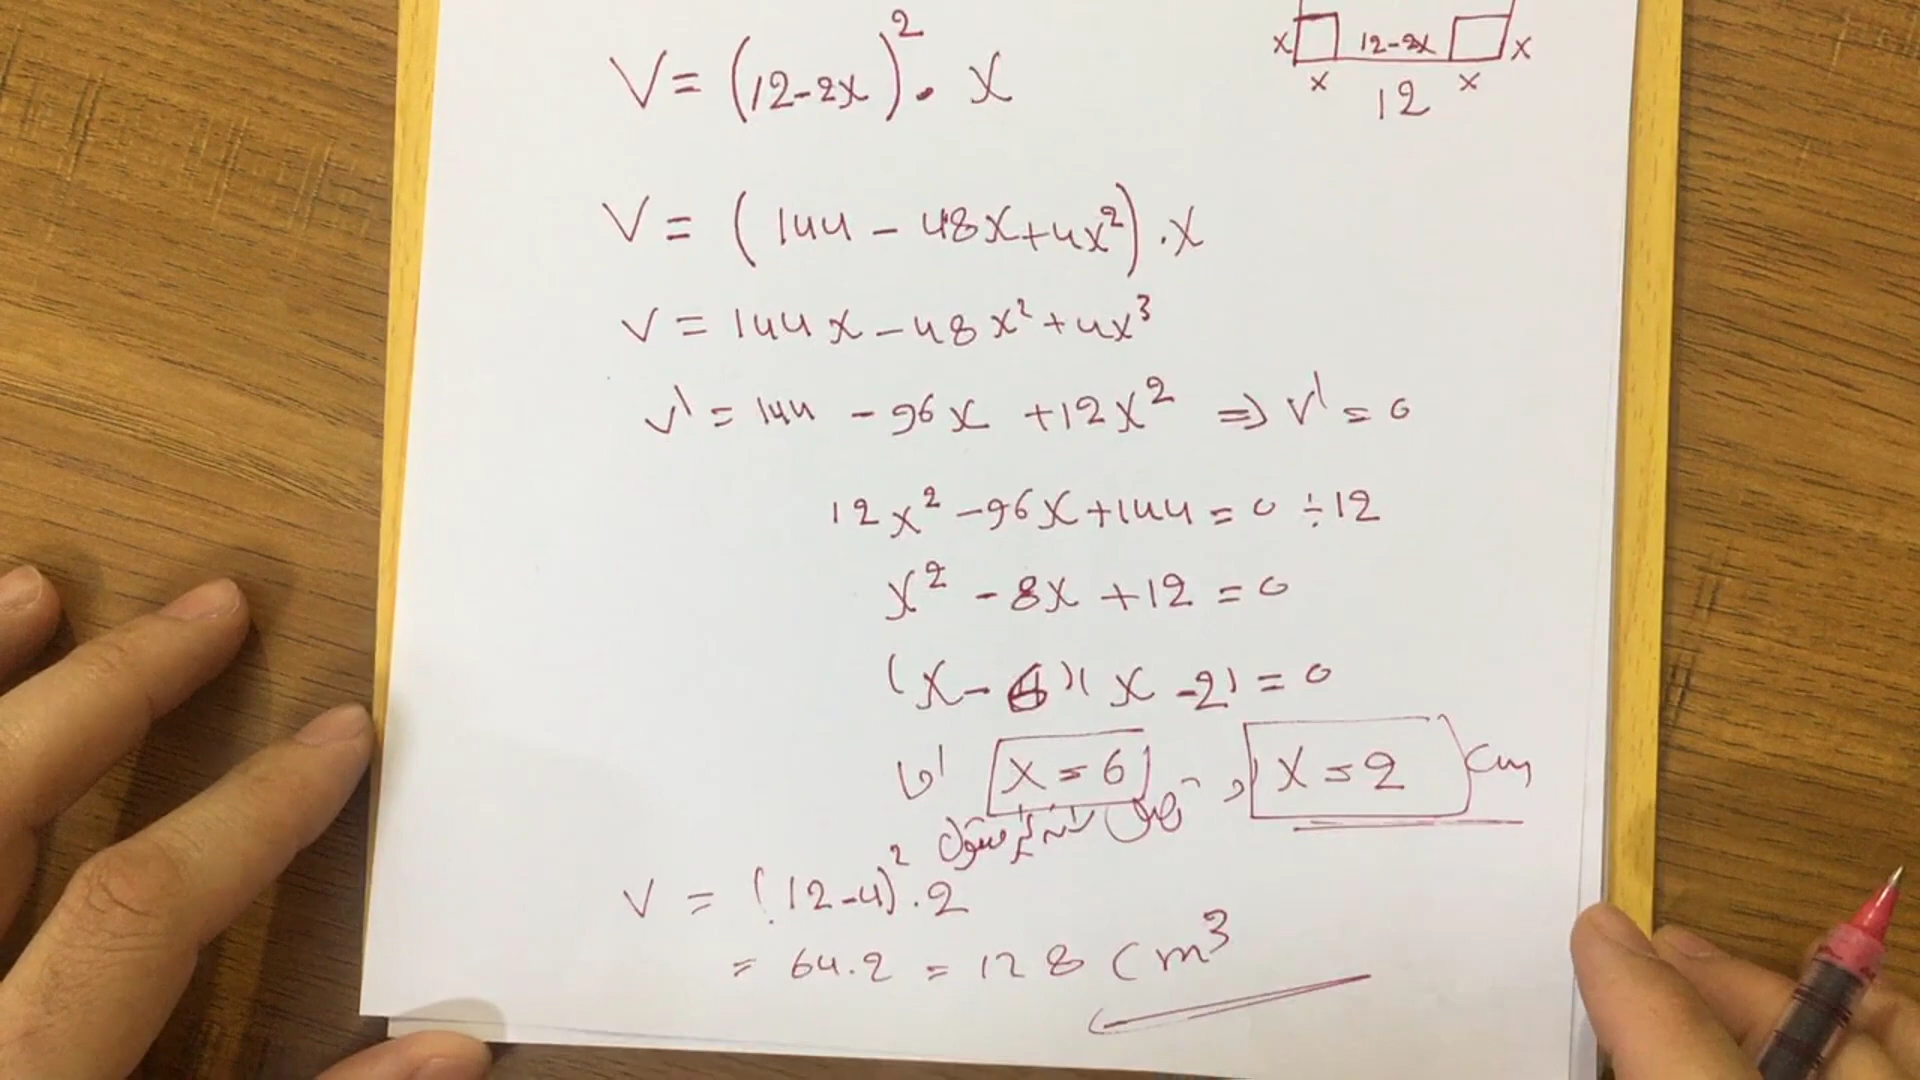 V = (12-2x)² . x
x 12-2x x
x x
12
V = (144 - 48x+4x²) . x
V = 144x - 48x² + 4x³
V' = 144 - 96x + 12x² ⇒ V' = 0
12x² - 96x + 144 = 0 ÷12
x² - 8x + 12 = 0
(x-6)(x-2) = 0
اما x = 6 , x = 2 cm
V = (12-4)² . 2
= 64.2 = 128 cm³